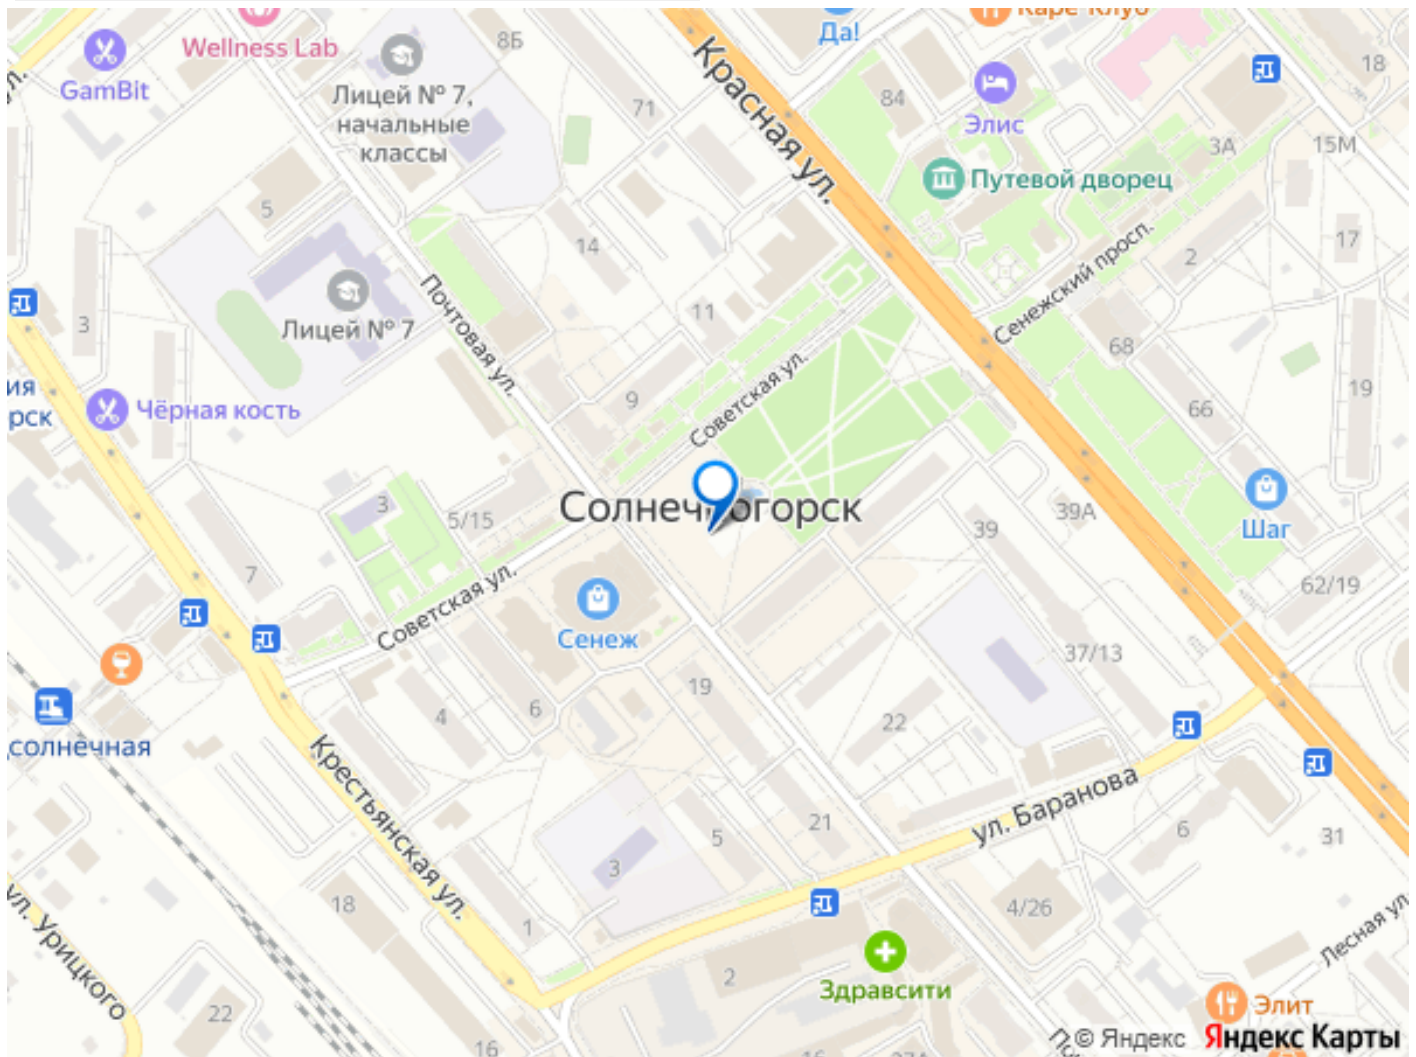 Wellness Lab
GamBit
8Б
Да!
Каре Клуб
18
Лицей № 7,
начальные
классы
71
Красная ул.
84
Элис
3А
15М
Путевой дворец
5
14
Сенежский просп.
2
17
Почтовая ул.
Лицей № 7
3
11
68
ия
рск
Чёрная кость
9
Советская ул.
66
19
3
5/15
Солнечногорск
39
39А
Шаг
7
Советская ул.
Сенеж
62/19
37/13
4
6
19
22
солнечная
Крестьянская ул.
ул. Баранова
5
21
6
31
3
18
1
4/26
Лесная ул.
ул. Урицкого
2
Здравсити
22
Элит
16
© Яндекс Яндекс Карты